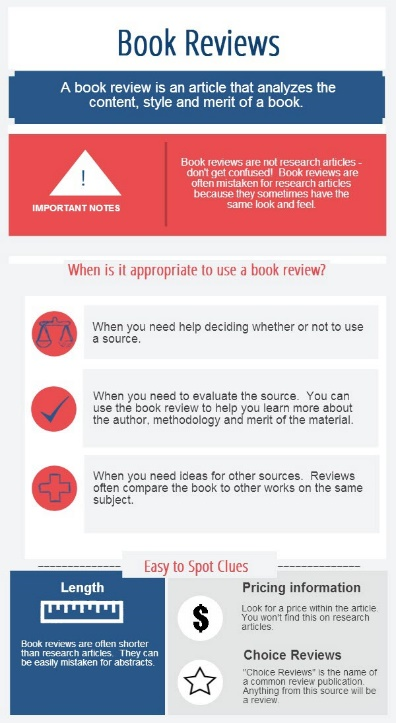 Book Reviews
A book review is an article that analyzes the
content, style and merit of a book.
!
IMPORTANT NOTES
Book reviews are not research articles -
don't get confused! Book reviews are
often mistaken for research articles
because they sometimes have the
same look and feel.
When is it appropriate to use a book review?
When you need help deciding whether or not to use
a source.
When you need to evaluate the source. You can
use the book review to help you learn more about
the author, methodology and merit of the material.
When you need ideas for other sources. Reviews
often compare the book to other works on the same
subject.
Easy to Spot Clues
Length
Book reviews are often shorter
than research articles. They can
be easily mistaken for abstracts.
$
Pricing information
Look for a price within the article.
You won't find this on research
articles.
Choice Reviews
"Choice Reviews" is the name of
a common review publication.
Anything from this source will be
a review.